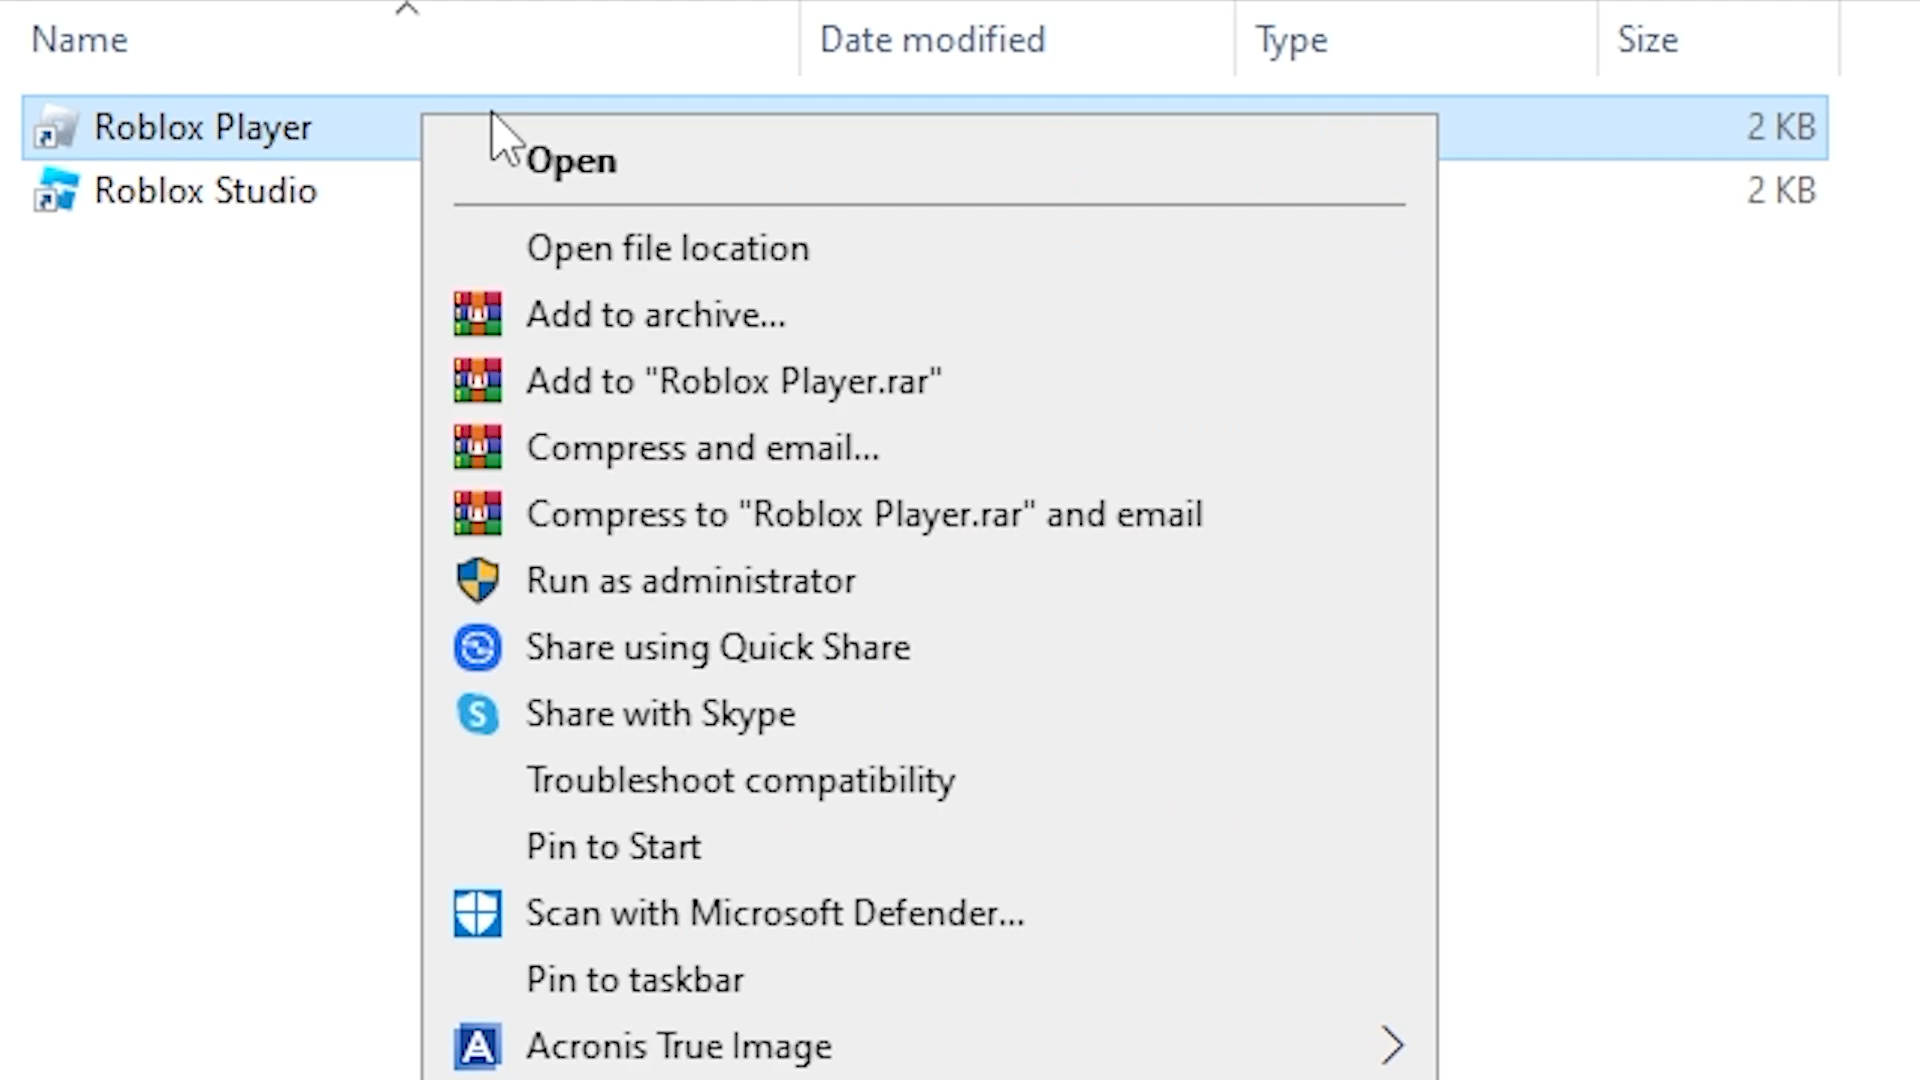 Name Date modified Type Size
Roblox Player 2 KB
Roblox Studio 2 KB
Open
Open file location
Add to archive...
Add to "Roblox Player.rar"
Compress and email...
Compress to "Roblox Player.rar" and email
Run as administrator
Share using Quick Share
Share with Skype
Troubleshoot compatibility
Pin to Start
Scan with Microsoft Defender...
Pin to taskbar
Acronis True Image